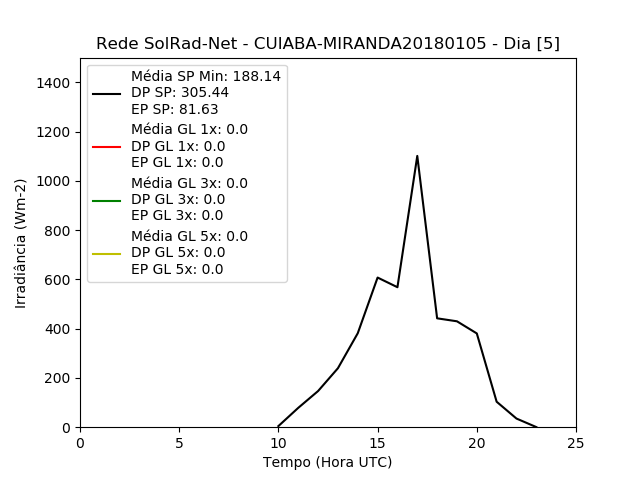 Rede SolRad-Net - CUIABA-MIRANDA20180105 - Dia [5]
Média SP Min: 188.14
DP SP: 305.44
EP SP: 81.63
Média GL 1x: 0.0
DP GL 1x: 0.0
EP GL 1x: 0.0
Média GL 3x: 0.0
DP GL 3x: 0.0
EP GL 3x: 0.0
Média GL 5x: 0.0
DP GL 5x: 0.0
EP GL 5x: 0.0
Irradiância (Wm-2)
1400
1200
1000
800
600
400
200
0
0 5 10 15 20 25
Tempo (Hora UTC)